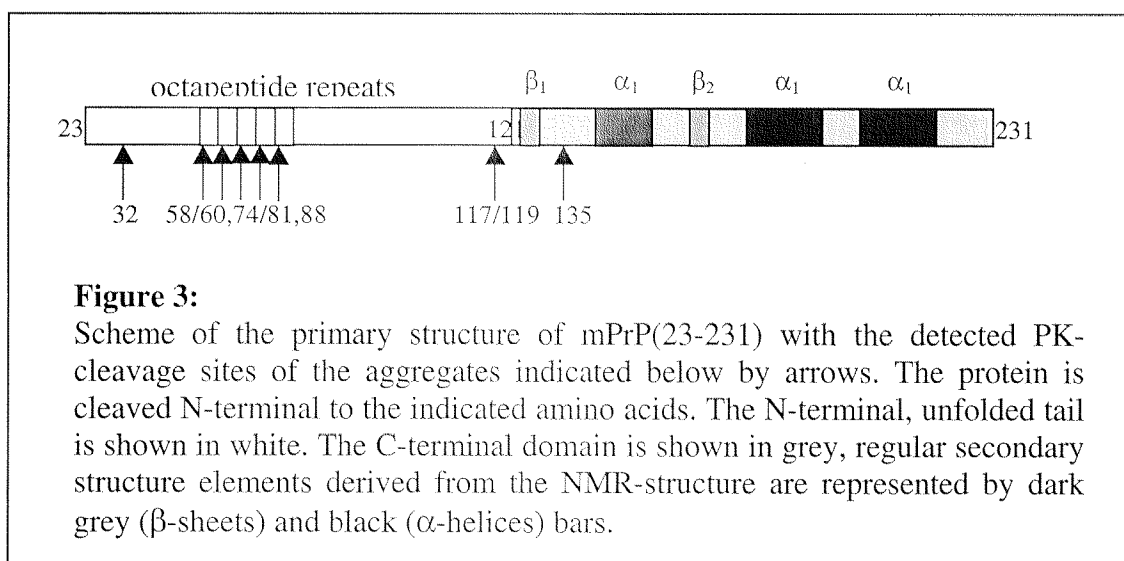 octapeptide repeats β₁ α₁ β₂ α₁ α₁
23 12 231
32 58/60,74/81,88 117/119 135
Figure 3:
Scheme of the primary structure of mPrP(23-231) with the detected PK-
cleavage sites of the aggregates indicated below by arrows. The protein is
cleaved N-terminal to the indicated amino acids. The N-terminal, unfolded tail
is shown in white. The C-terminal domain is shown in grey, regular secondary
structure elements derived from the NMR-structure are represented by dark
grey (β-sheets) and black (α-helices) bars.